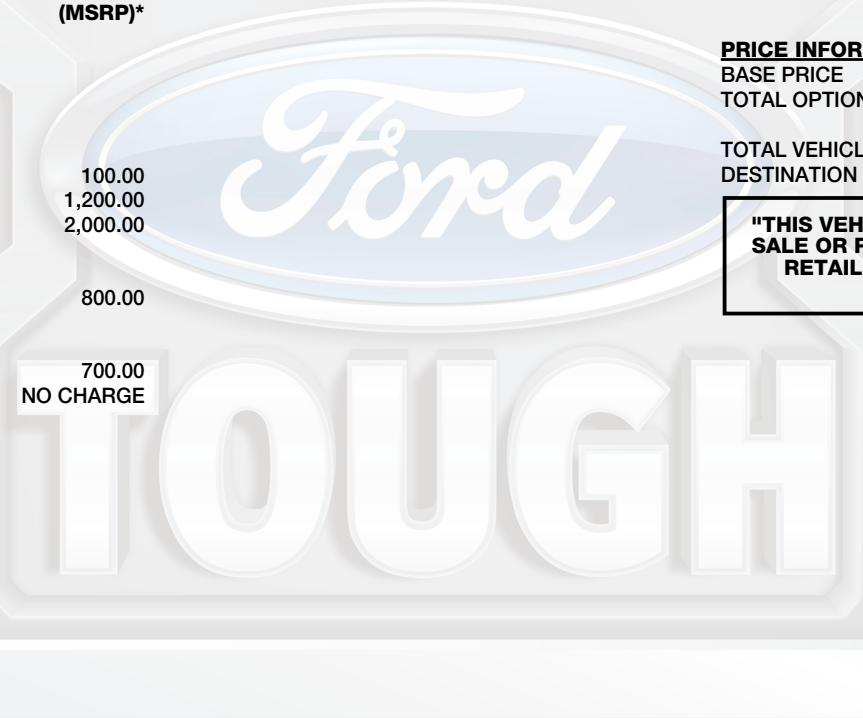 (MSRP)*
100.00
1,200.00
2,000.00
800.00
700.00
NO CHARGE
PRICE INFOR
BASE PRICE
TOTAL OPTION
TOTAL VEHICL
DESTINATION
"THIS VEH
SALE OR F
RETAIL
Ford
TOUGH